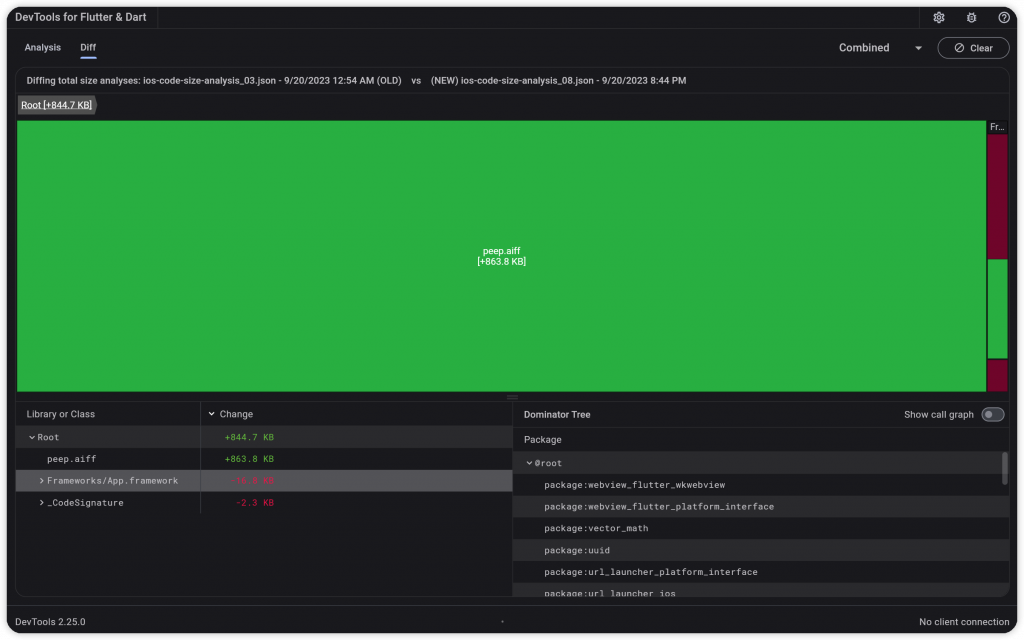 DevTools for Flutter & Dart
Analysis Diff Combined Clear
Diffing total size analyses: ios-code-size-analysis_03.json - 9/20/2023 12:54 AM (OLD) vs (NEW) ios-code-size-analysis_08.json - 9/20/2023 8:44 PM
Root [+844.7 KB]
Fr...
peep.aiff
[+863.8 KB]
Library or Class Change
Root +844.7 KB
peep.aiff +863.8 KB
Frameworks/App.framework
_CodeSignature -2.3 KB
Dominator Tree Show call graph
Package
@root
package:webview_flutter_wkwebview
package:webview_flutter_platform_interface
package:vector_math
package:uuid
package:url_launcher_platform_interface
package:url_launcher_ios
DevTools 2.25.0 No client connection